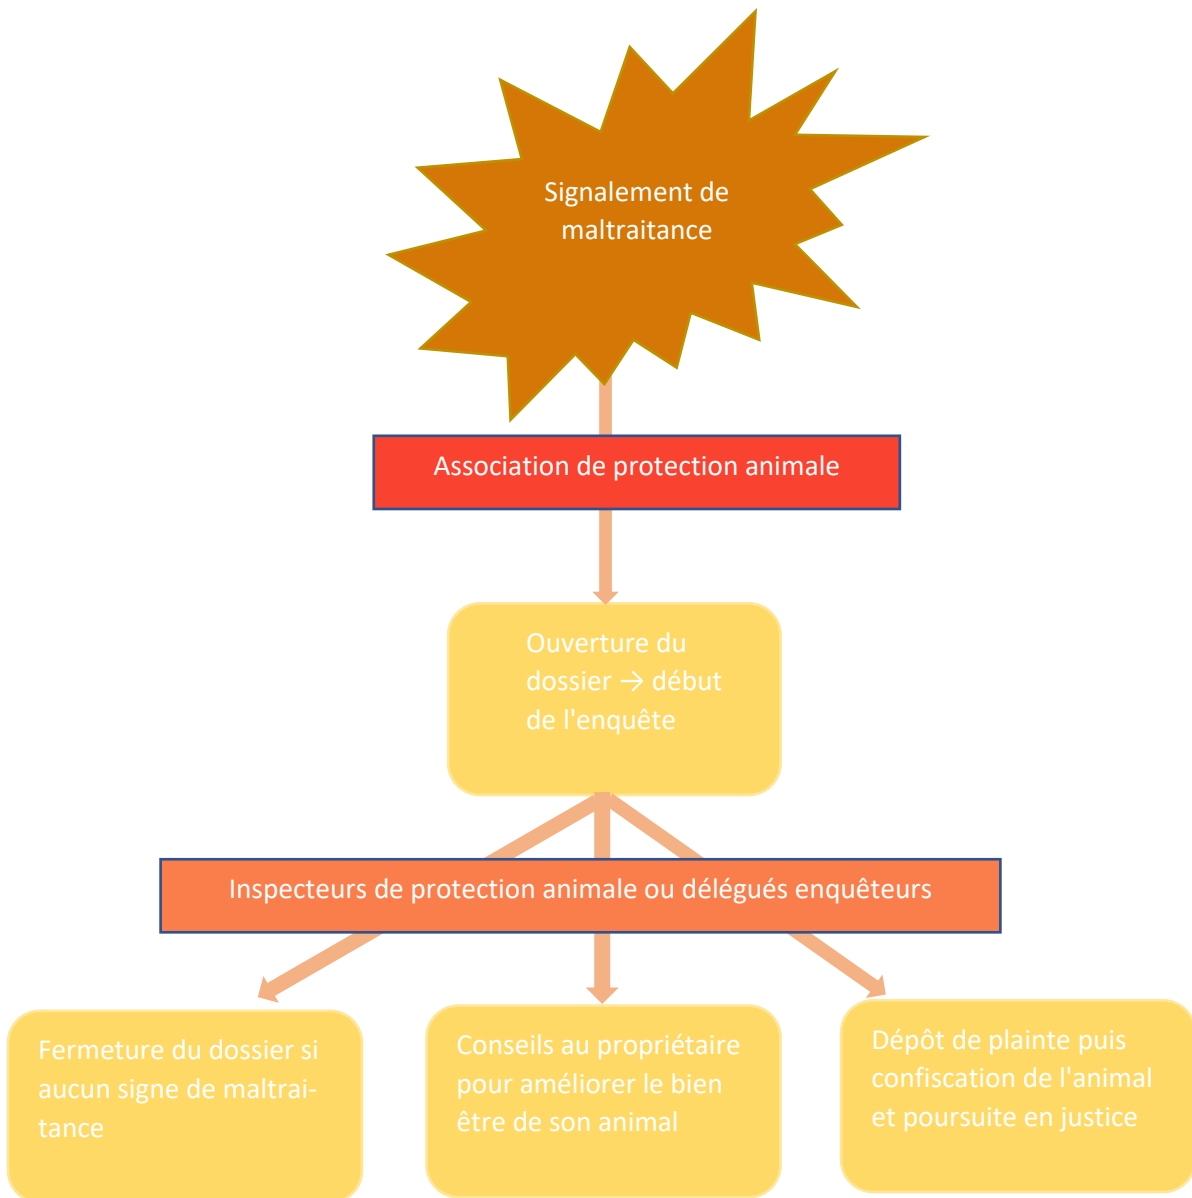 Signalement de
maltraitance
Association de protection animale
Ouverture du
dossier → début
de l'enquête
Inspecteurs de protection animale ou délégués enquêteurs
Fermeture du dossier si
aucun signe de maltrai-
tance
Conseils au propriétaire
pour améliorer le bien
être de son animal
Dépôt de plainte puis
confiscation de l'animal
et poursuite en justice